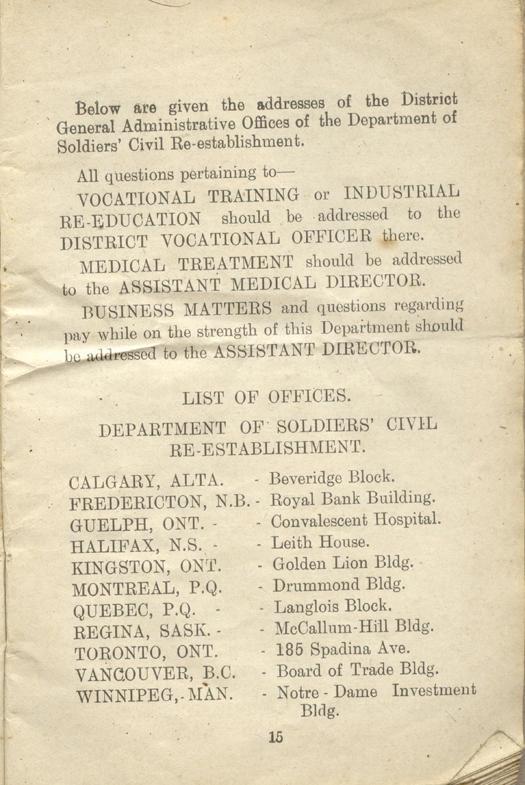 Below are given the addresses of the District
General Administrative Offices of the Department of
Soldiers' Civil Re-establishment.
All questions pertaining to—
VOCATIONAL TRAINING or INDUSTRIAL
RE-EDUCATION should be addressed to the
DISTRICT VOCATIONAL OFFICER there.
MEDICAL TREATMENT should be addressed
to the ASSISTANT MEDICAL DIRECTOR.
BUSINESS MATTERS and questions regarding
pay while on the strength of this Department should
be addressed to the ASSISTANT DIRECTOR.
LIST OF OFFICES.
DEPARTMENT OF SOLDIERS' CIVIL
RE-ESTABLISHMENT.
CALGARY, ALTA. - Beveridge Block.
FREDERICTON, N.B. - Royal Bank Building.
GUELPH, ONT. - - Convalescent Hospital.
HALIFAX, N.S. - - Leith House.
KINGSTON, ONT. - Golden Lion Bldg.
MONTREAL, P.Q. - Drummond Bldg.
QUEBEC, P.Q. - - Langlois Block.
REGINA, SASK. - - McCallum-Hill Bldg.
TORONTO, ONT. - 185 Spadina Ave.
VANCOUVER, B.C. - Board of Trade Bldg.
WINNIPEG, MAN. - Notre - Dame Investment
Bldg.
15